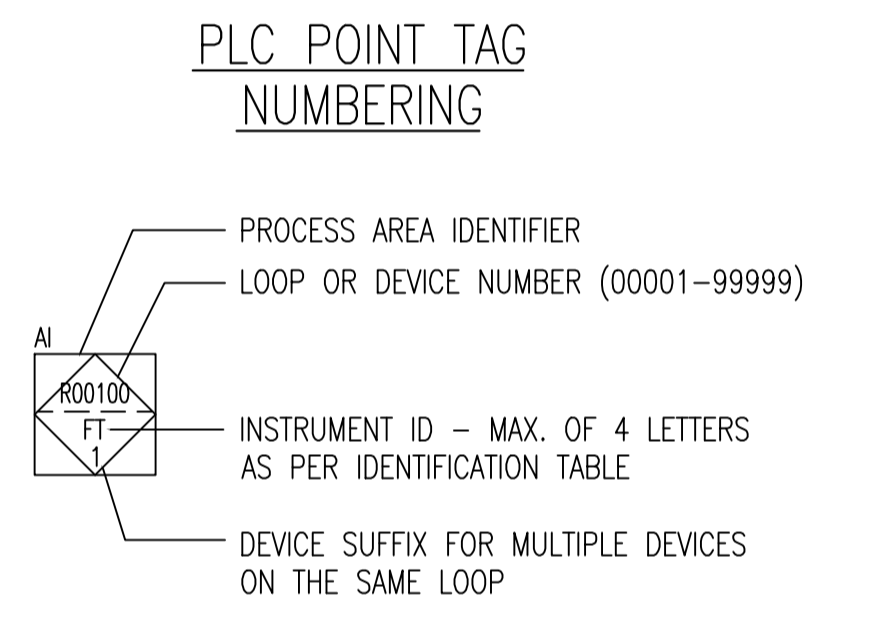 PLC POINT TAG
NUMBERING
PROCESS AREA IDENTIFIER
LOOP OR DEVICE NUMBER (00001-99999)
AI
R00100
FT
1
INSTRUMENT ID - MAX. OF 4 LETTERS
AS PER IDENTIFICATION TABLE
DEVICE SUFFIX FOR MULTIPLE DEVICES
ON THE SAME LOOP